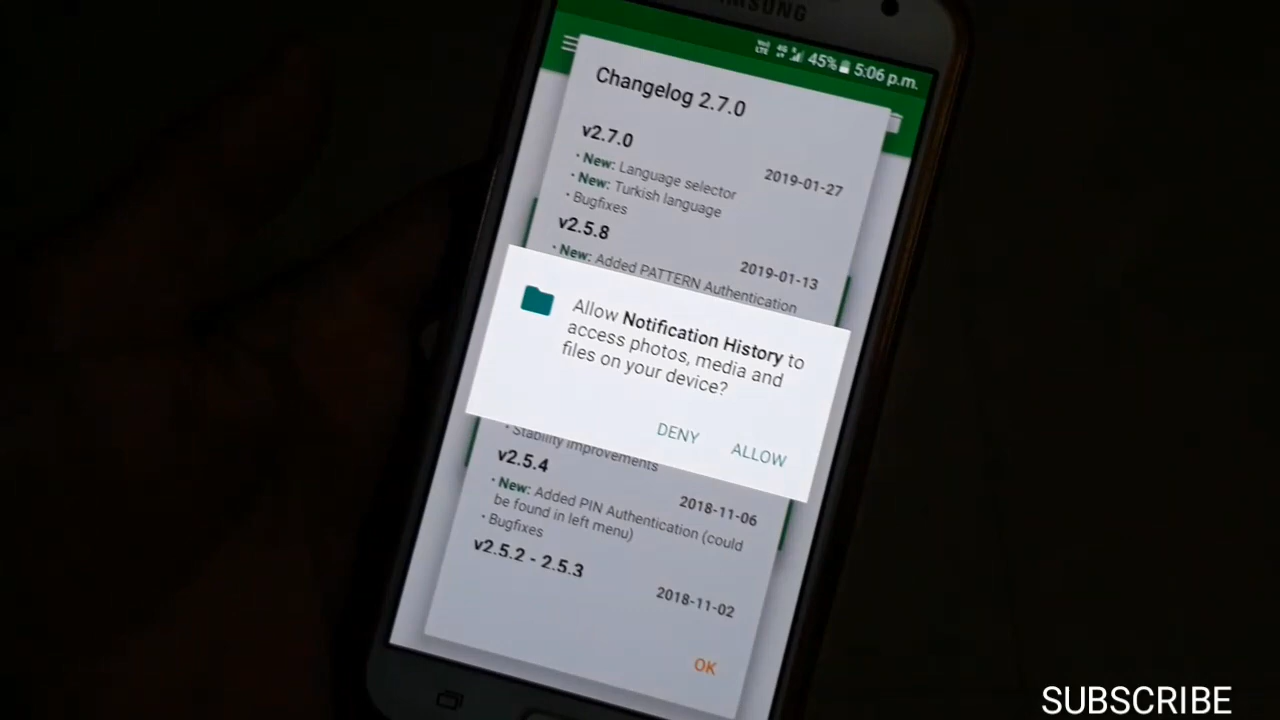 SAMSUNG
45% 5:06 p.m.
Changelog 2.7.0
v2.7.0
2019-01-27
• New: Language selector
• New: Turkish language
• Bugfixes
v2.5.8
2019-01-13
• New: Added PATTERN Authentication
Allow Notification History to
access photos, media and
files on your device?
DENY ALLOW
• Stability improvements
v2.5.4
2018-11-06
• New: Added PIN Authentication (could
be found in left menu)
• Bugfixes
v2.5.2 - 2.5.3
2018-11-02
OK
SUBSCRIBE